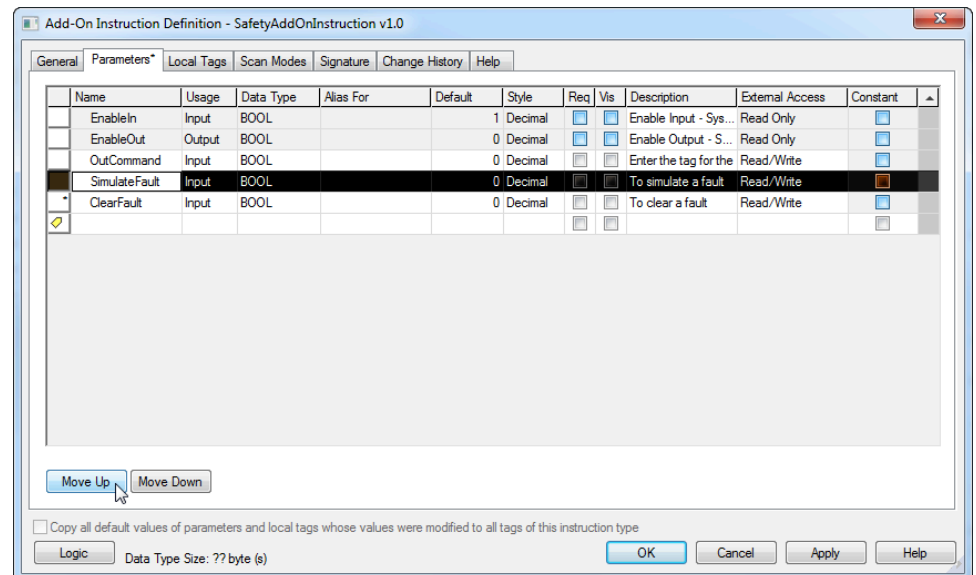 Add-On Instruction Definition - SafetyAddOnInstruction v1.0
General Parameters* Local Tags Scan Modes Signature Change History Help
Name Usage Data Type Alias For Default Style Req Vis Description External Access Constant
EnableIn Input BOOL 1 Decimal Enable Input - Sys... Read Only
EnableOut Output BOOL 0 Decimal Enable Output - S... Read Only
OutCommand Input BOOL 0 Decimal Enter the tag for the Read/Write
SimulateFault Input BOOL 0 Decimal To simulate a fault Read/Write
* ClearFault Input BOOL 0 Decimal To clear a fault Read/Write
Move Up Move Down
Copy all default values of parameters and local tags whose values were modified to all tags of this instruction type
Logic Data Type Size: ?? byte (s) OK Cancel Apply Help